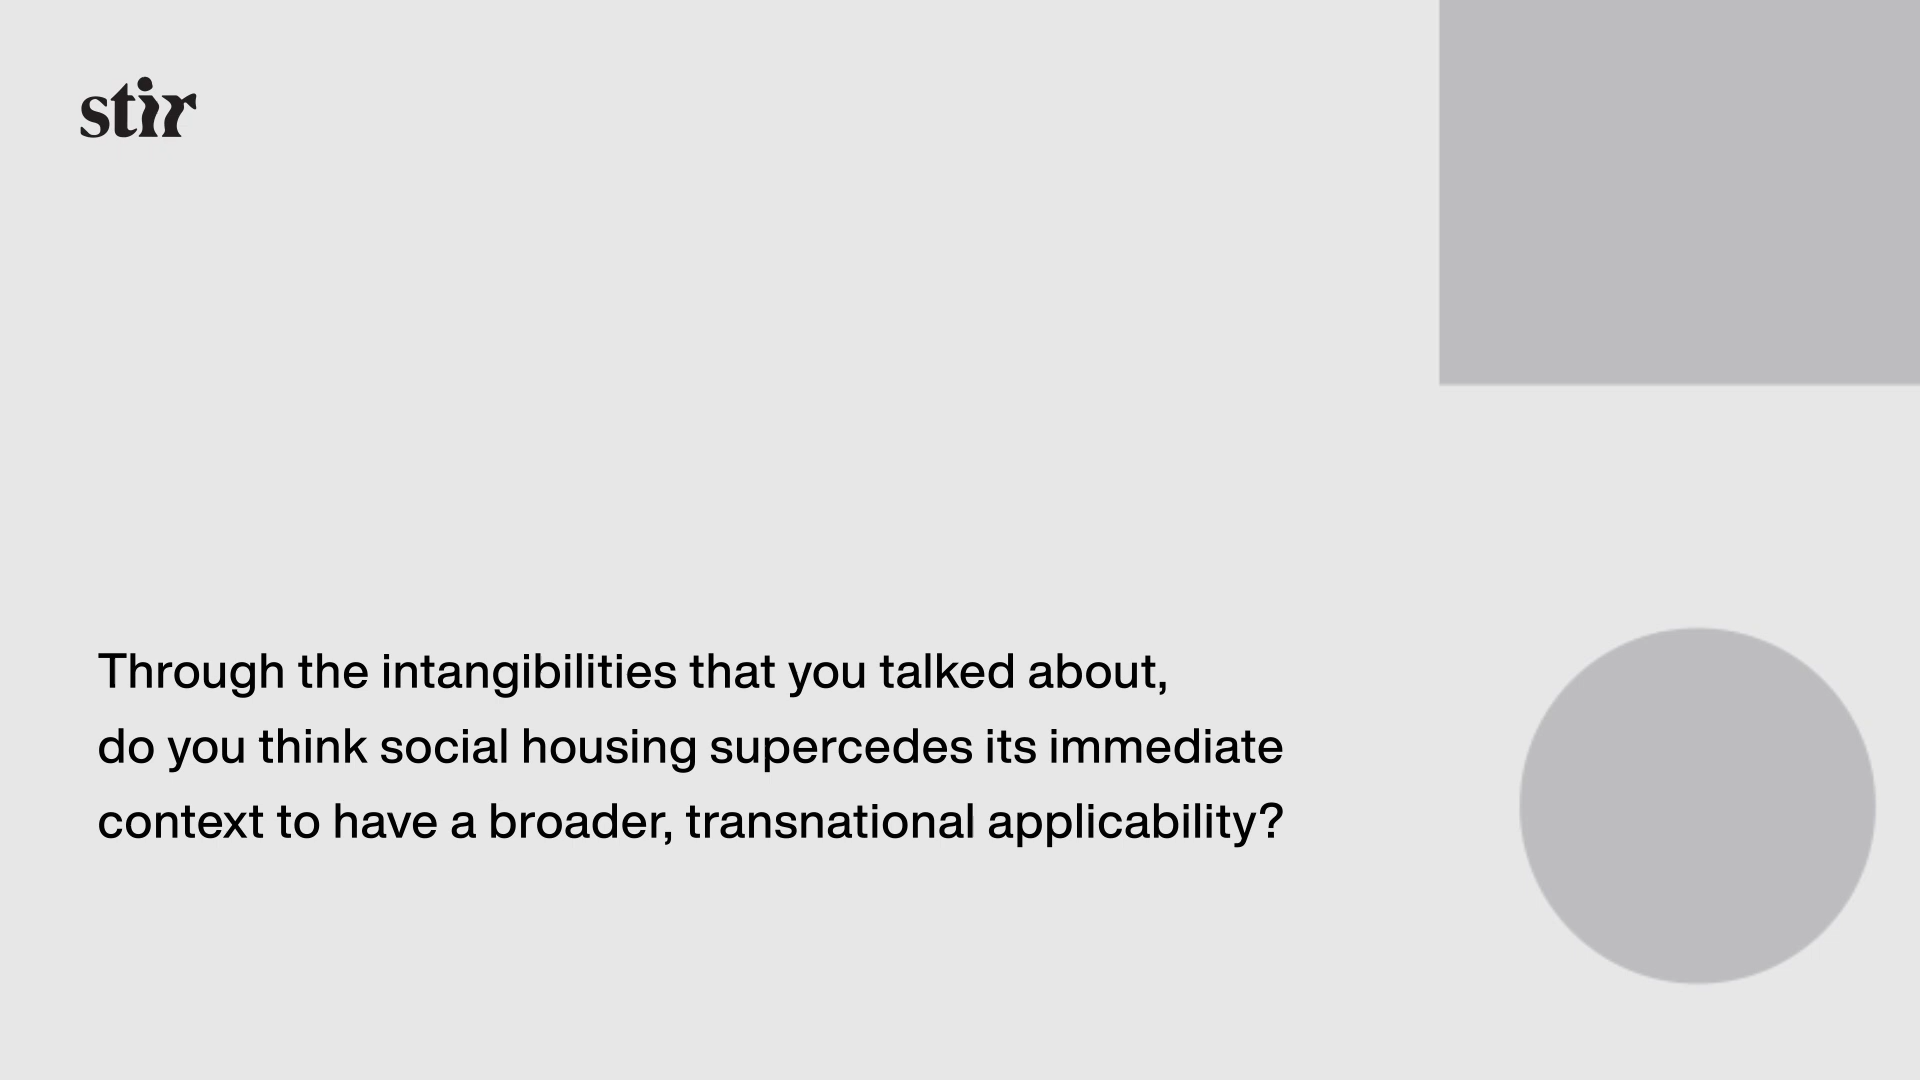 stir
Through the intangibilities that you talked about,
do you think social housing supercedes its immediate
context to have a broader, transnational applicability?